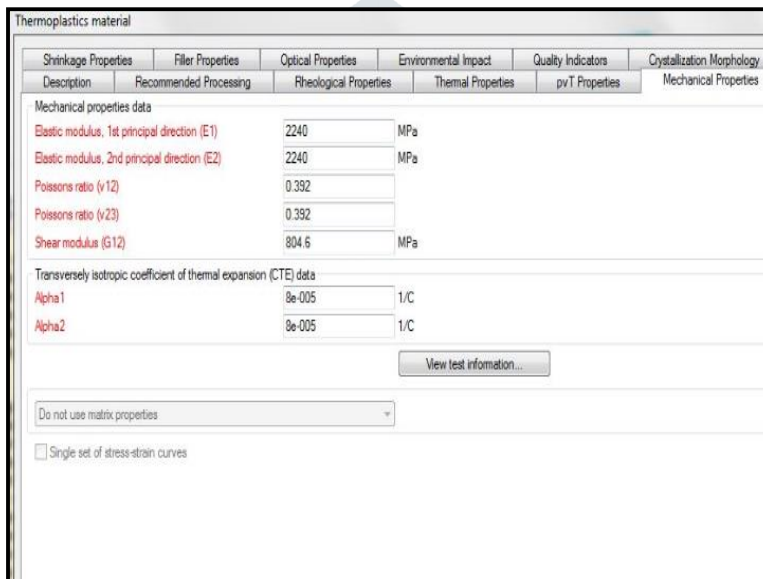 Thermoplastics material
Shrinkage Properties Filler Properties Optical Properties Environmental Impact Quality Indicators Crystallization Morphology
Description Recommended Processing Rheological Properties Thermal Properties pvT Properties Mechanical Properties
Mechanical properties data
Elastic modulus, 1st principal direction (E1) 2240 MPa
Elastic modulus, 2nd principal direction (E2) 2240 MPa
Poissons ratio (v12) 0.392
Poissons ratio (v23) 0.392
Shear modulus (G12) 804.6 MPa
Transversely isotropic coefficient of thermal expansion (CTE) data
Alpha1 8e-005 1/C
Alpha2 8e-005 1/C
View test information...
Do not use matrix properties
Single set of stress-strain curves